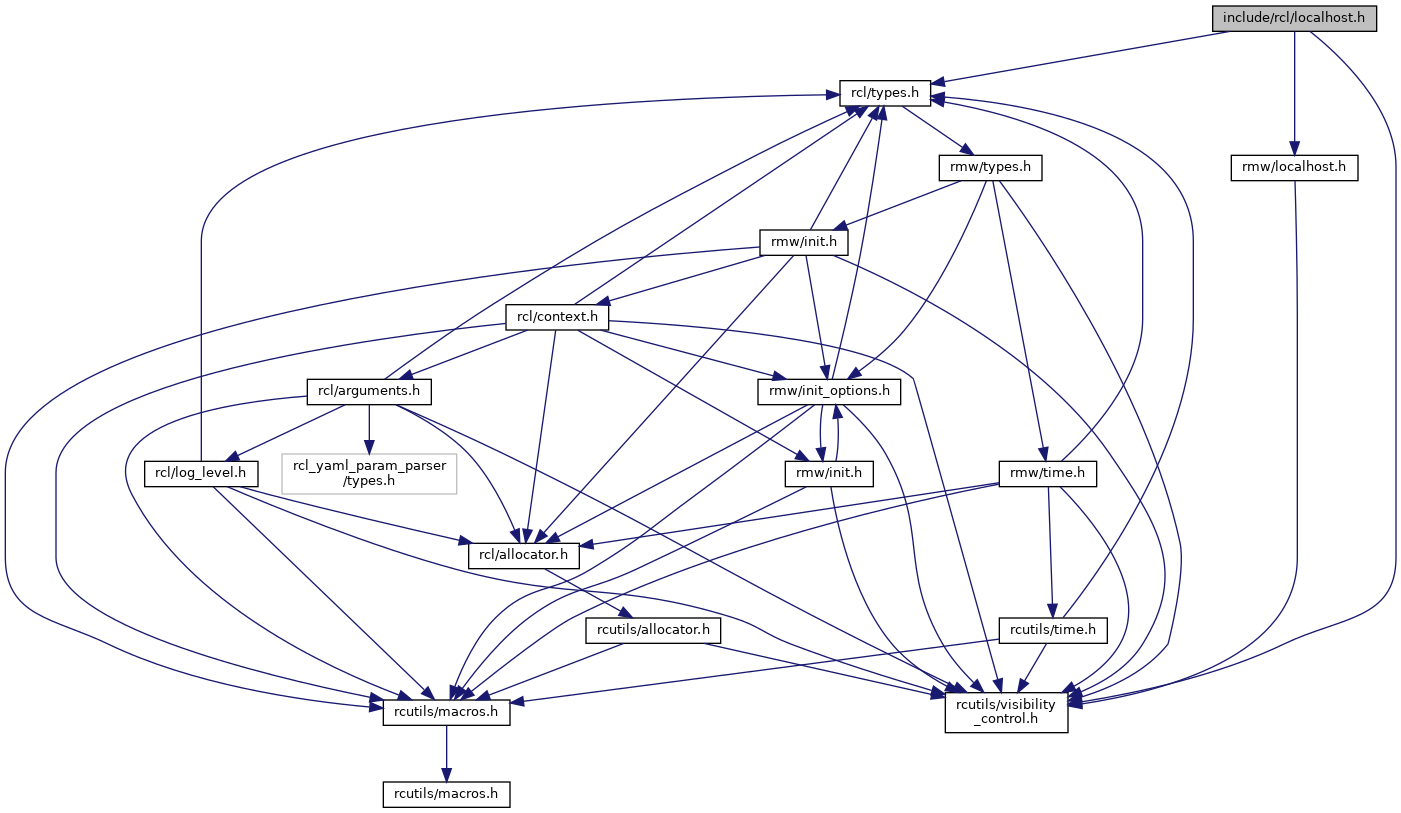 include/rcl/localhost.h
rcl/types.h
rmw/types.h
rmw/localhost.h
rmw/init.h
rcl/context.h
rcl/arguments.h
rmw/init_options.h
rcl/log_level.h
rcl_yaml_param_parser
/types.h
rmw/init.h
rmw/time.h
rcl/allocator.h
rcutils/allocator.h
rcutils/time.h
rcutils/macros.h
rcutils/visibility
_control.h
rcutils/macros.h